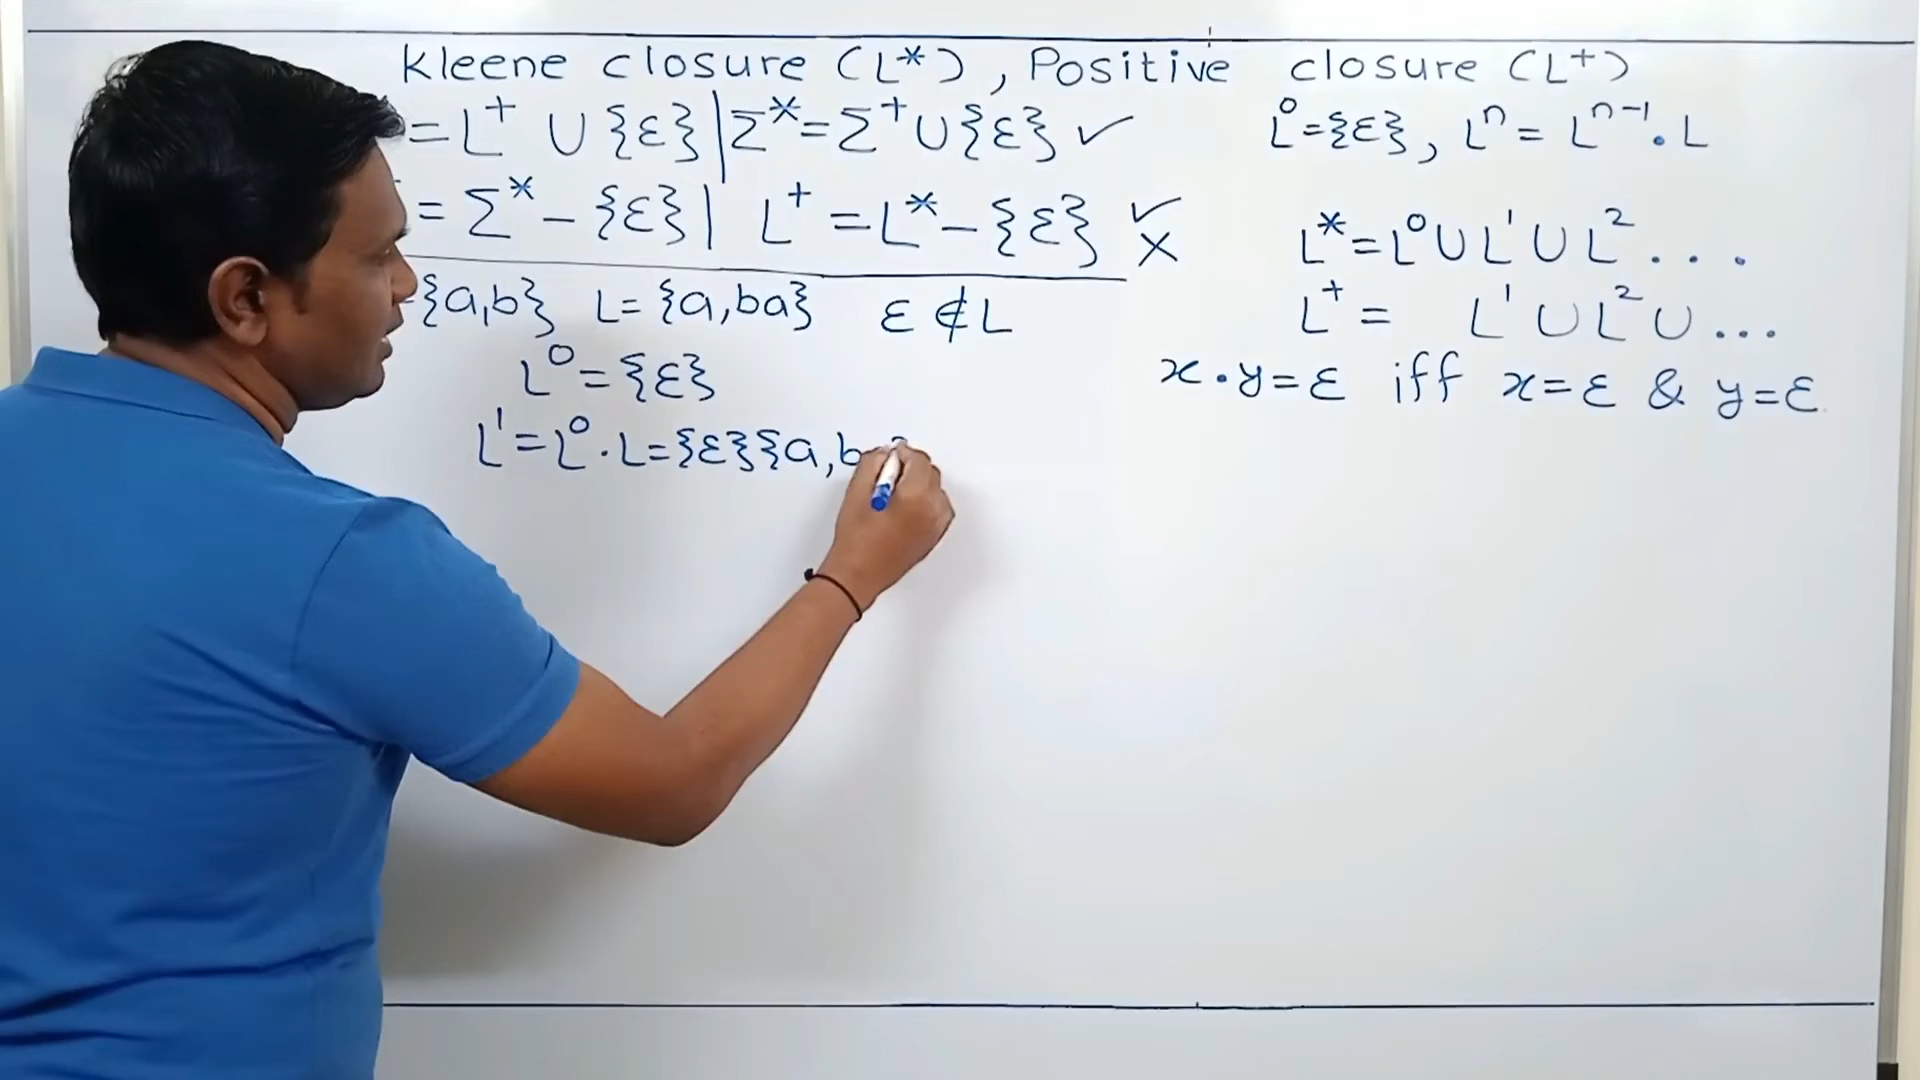 Kleene closure (L*), Positive closure (L⁺)
= L⁺ ∪ {ε} | Σ* = Σ⁺ ∪ {ε} ✓
= Σ* - {ε} | L⁺ = L* - {ε} ✓ ✗
{a,b} L = {a,ba} ε ∉ L
L⁰ = {ε}
L¹ = L⁰ . L = {ε}{a,b
L⁰ = {ε}, Lⁿ = Lⁿ⁻¹ . L
L* = L⁰ ∪ L¹ ∪ L² . . . .
L⁺ = L¹ ∪ L² ∪ . . .
x . y = ε iff x = ε & y = ε